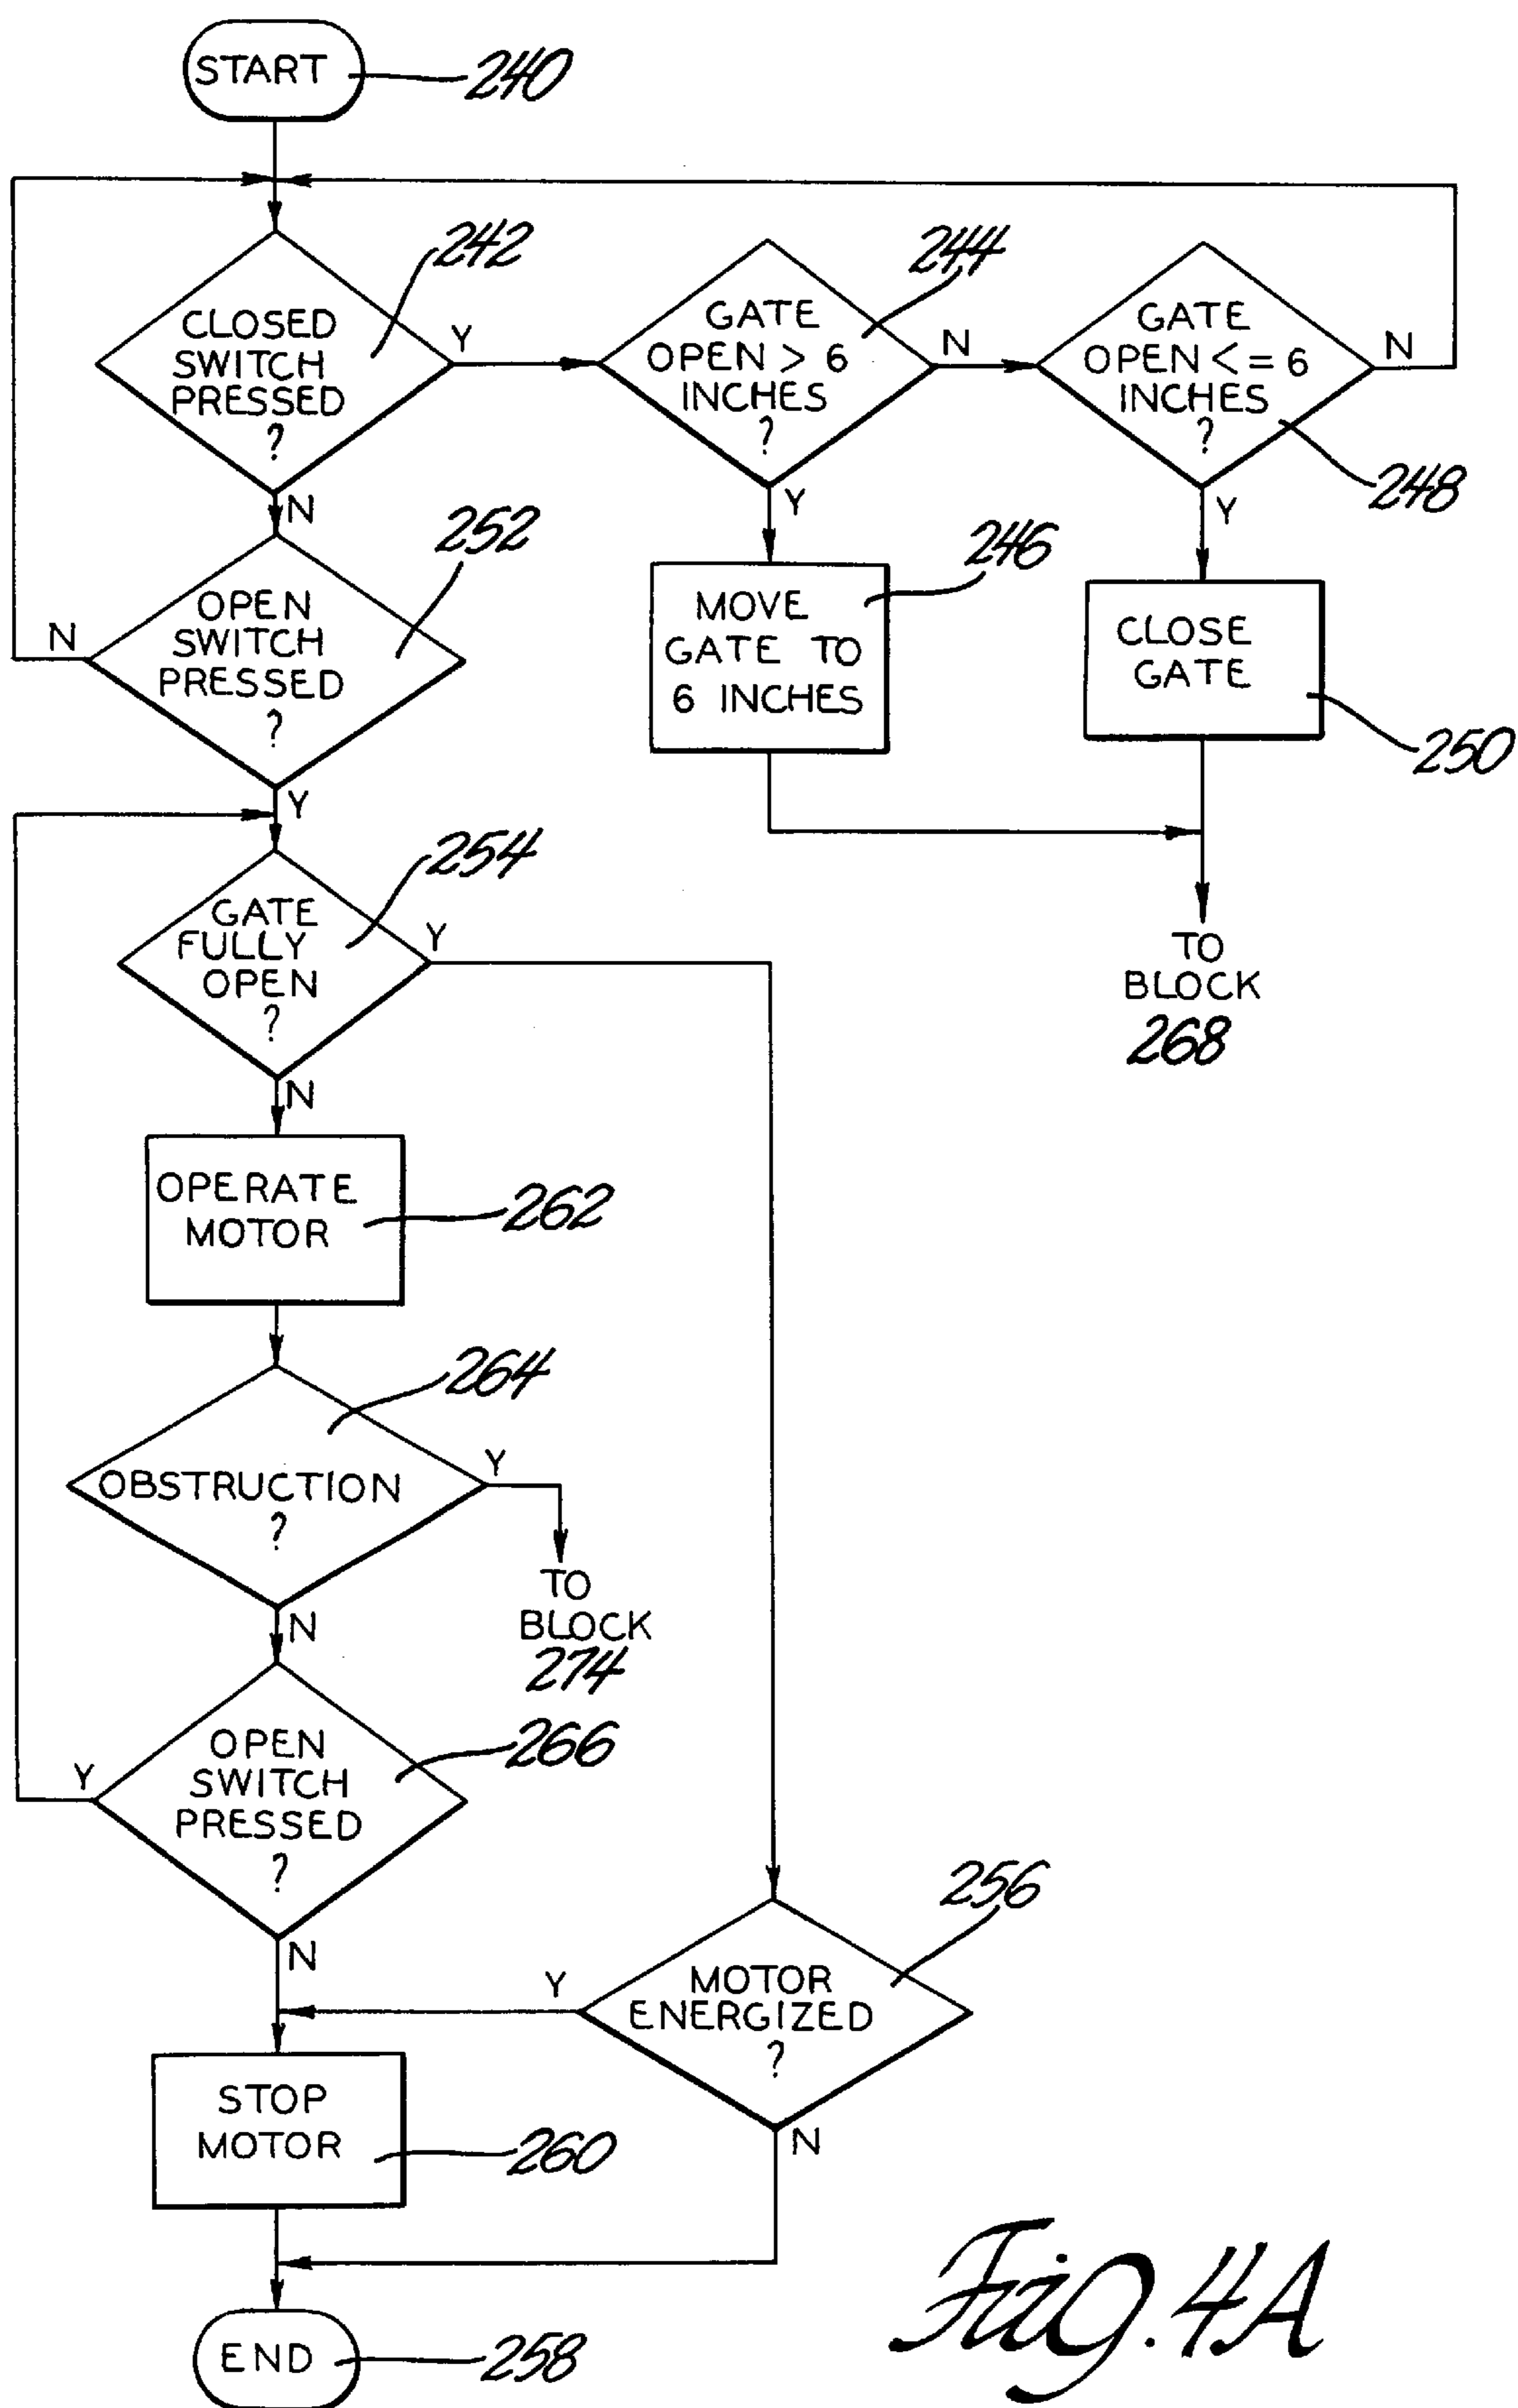 START
240
242
CLOSED
SWITCH
PRESSED
?
Y
N
244
GATE
OPEN > 6
INCHES
?
N
Y
GATE
OPEN <= 6
INCHES
?
N
Y
248
252
OPEN
SWITCH
PRESSED
?
N
Y
246
MOVE
GATE TO
6 INCHES
CLOSE
GATE
250
TO
BLOCK
268
254
GATE
FULLY
OPEN
?
Y
N
OPERATE
MOTOR
262
264
OBSTRUCTION
?
Y
N
TO
BLOCK
274
OPEN
SWITCH
PRESSED
?
266
Y
N
256
MOTOR
ENERGIZED
?
Y
N
STOP
MOTOR
260
END
258
Fig. 4A